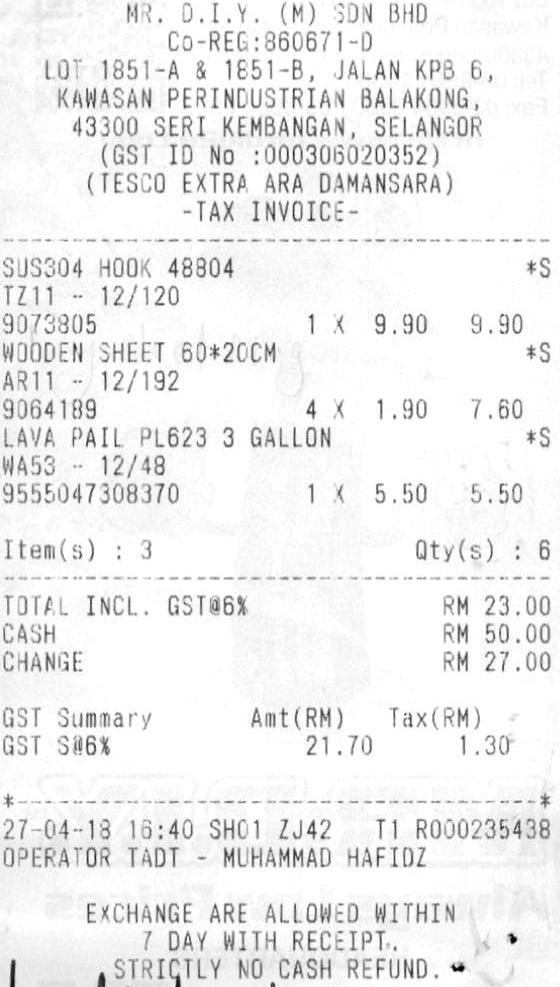 MR. D.I.Y. (M) SDN BHD
Co-REG:860671-D
LOT 1851-A & 1851-B, JALAN KPB 6,
KAWASAN PERINDUSTRIAN BALAKONG,
43300 SERI KEMBANGAN, SELANGOR
(GST ID No :000306020352)
(TESCO EXTRA ARA DAMANSARA)
-TAX INVOICE-
SUS304 HOOK 48804 *S
TZ11 - 12/120
9073805 1 X 9.90 9.90
WOODEN SHEET 60*20CM *S
AR11 - 12/192
9064189 4 X 1.90 7.60
LAVA PAIL PL623 3 GALLON *S
WA53 - 12/48
9555047308370 1 X 5.50 5.50
Item(s) : 3 Qty(s) : 6
TOTAL INCL. GST@6% RM 23.00
CASH RM 50.00
CHANGE RM 27.00
GST Summary Amt(RM) Tax(RM)
GST S@6% 21.70 1.30
27-04-18 16:40 SH01 ZJ42 T1 R000235438
OPERATOR TADT - MUHAMMAD HAFIDZ
EXCHANGE ARE ALLOWED WITHIN
7 DAY WITH RECEIPT.
STRICTLY NO CASH REFUND.